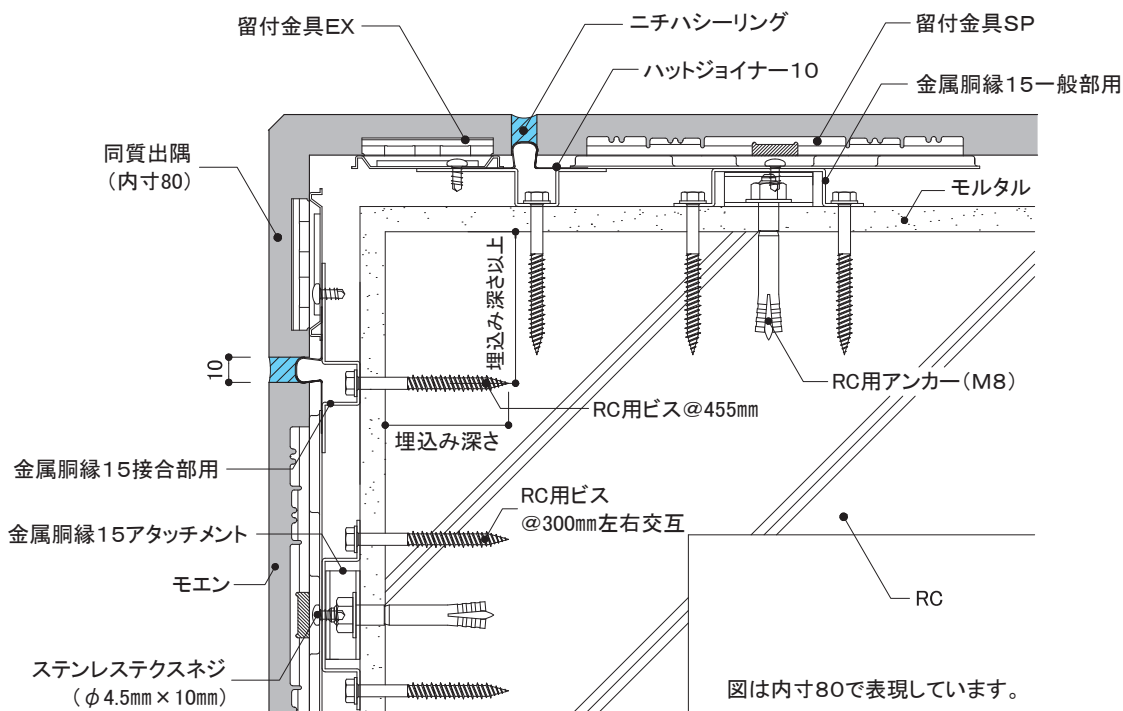 留付金具EX
ニチハシーリング
留付金具SP
ハットジョイナー10
金属胴縁15一般部用
同質出隅
（内寸80）
モルタル
埋込み深さ以上
10
RC用アンカー（M8）
RC用ビス@455mm
埋込み深さ
金属胴縁15接合部用
RC用ビス
@300mm左右交互
金属胴縁15アタッチメント
モエン
RC
ステンレステクスネジ
（φ4.5mm×10mm）
図は内寸80で表現しています。